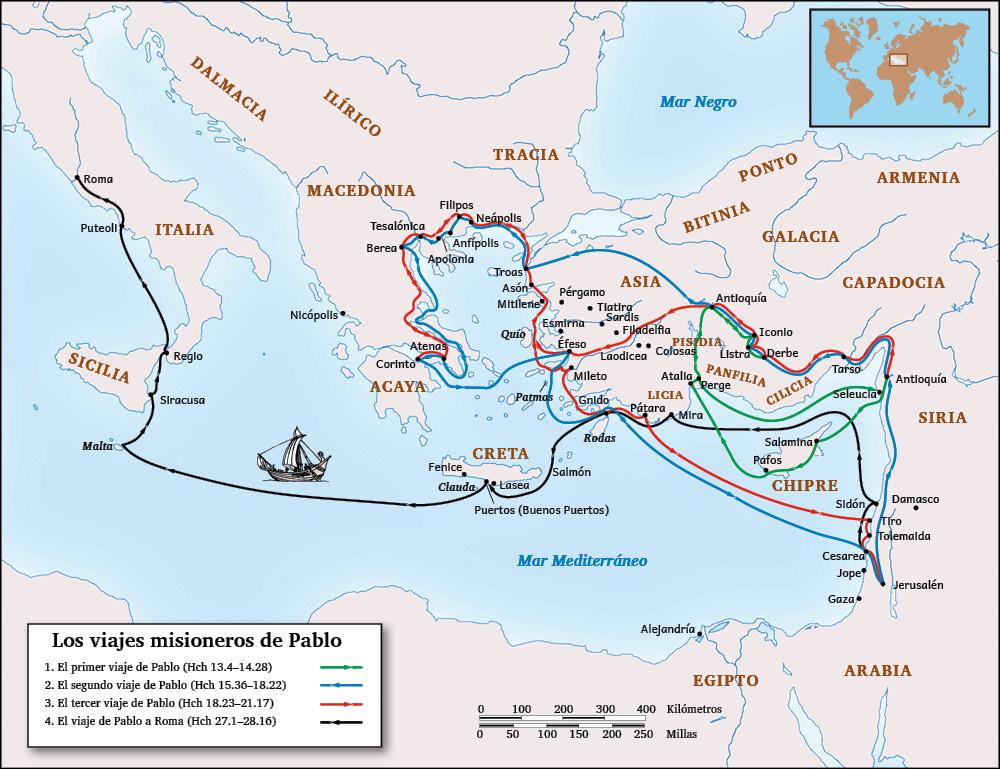 DALMACIA
ILÍRICO
Mar Negro
TRACIA
PONTO
ARMENIA
MACEDONIA
BITINIA
GALACIA
Roma
Puteoli
ITALIA
Filipos
Neápolis
Tesalónica
Anfípolis
Berea
Apolonia
Troas
Asón
ASIA
CAPADOCIA
Mitilene
Pérgamo
Tiatira
Antioquía
Nicópolis
Esmirna
Sardis
Filadelfia
Quio
Iconio
PISIDIA
Listra
Derbe
Regio
SICILIA
Atenas
Éfeso
Laodicea
Colosas
Corinto
ACAYA
Mileto
Atalia
Perge
PANFILIA
CILICIA
Tarso
Antioquía
Siracusa
Patmos
Gnido
LICIA
Seleucia
Pátara
Mira
SIRIA
Malta
Rodas
Salamina
Pafos
CRETA
CHIPRE
Fenice
Clauda
Lasea
Salmón
Puertos (Buenos Puertos)
Sidón
Damasco
Tiro
Tolemaida
Mar Mediterráneo
Cesarea
Jope
Jerusalén
Gaza
Alejandría
EGIPTO
ARABIA
Los viajes misioneros de Pablo
1. El primer viaje de Pablo (Hch 13.4–14.28)
2. El segundo viaje de Pablo (Hch 15.36–18.22)
3. El tercer viaje de Pablo (Hch 18.23–21.17)
4. El viaje de Pablo a Roma (Hch 27.1–28.16)
0 100 200 300 400 Kilómetros
0 50 100 150 200 250 Millas